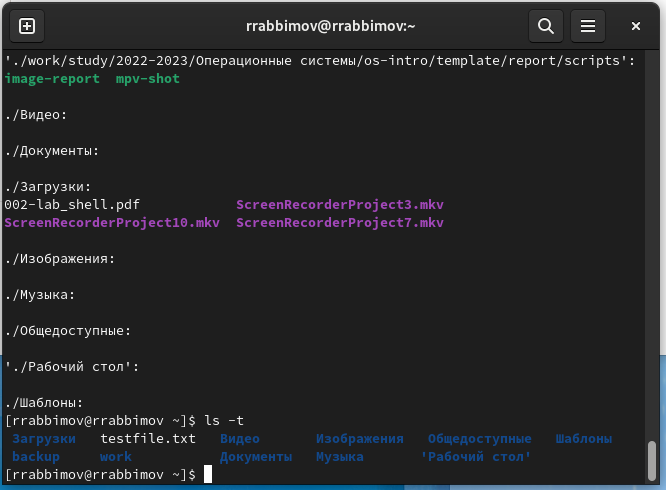 rrabbimov@rrabbimov:~
'./work/study/2022-2023/Операционные системы/os-intro/template/report/scripts':
image-report  mpv-shot
./Видео:
./Документы:
./Загрузки:
002-lab_shell.pdf            ScreenRecorderProject3.mkv
ScreenRecorderProject10.mkv  ScreenRecorderProject7.mkv
./Изображения:
./Музыка:
./Общедоступные:
'./Рабочий стол':
./Шаблоны:
[rrabbimov@rrabbimov ~]$ ls -t
Загрузки   testfile.txt   Видео       Изображения   Общедоступные   Шаблоны
backup     work           Документы   Музыка       'Рабочий стол'
[rrabbimov@rrabbimov ~]$